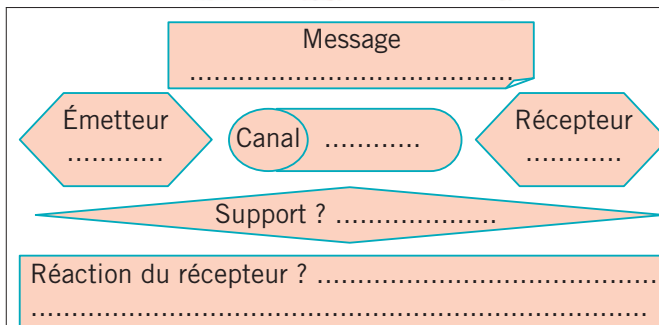 Message
.......................................
Émetteur
............
Canal ............
Récepteur
............
Support ? ....................
Réaction du récepteur ? ..........................................
............................................................................